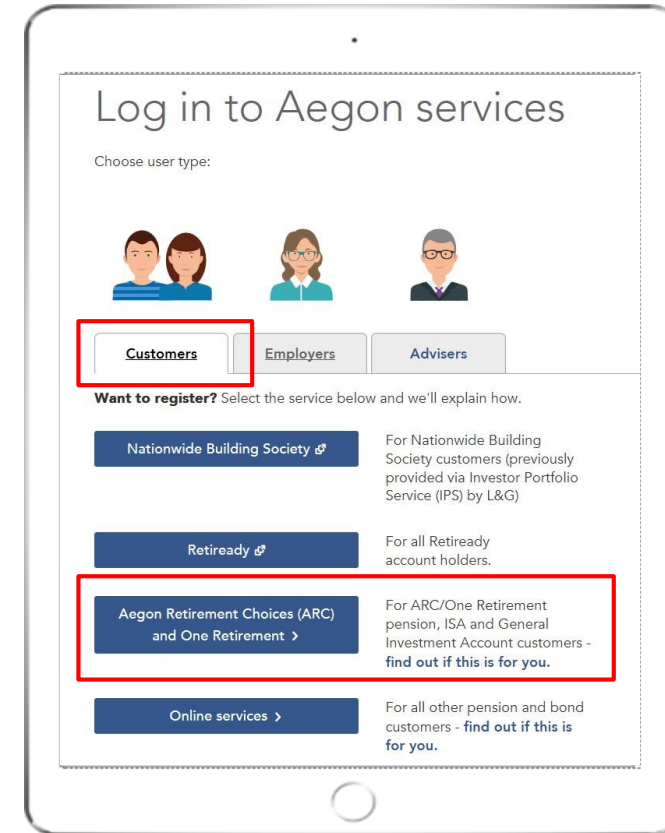 Log in to Aegon services
Choose user type:
Customers
Employers
Advisers
Want to register? Select the service below and we'll explain how.
Nationwide Building Society
For Nationwide Building
Society customers (previously
provided via Investor Portfolio
Service (IPS) by L&G)
Retiready
For all Retiready
account holders.
Aegon Retirement Choices (ARC)
and One Retirement >
For ARC/One Retirement
pension, ISA and General
Investment Account customers -
find out if this is for you.
Online services >
For all other pension and bond
customers - find out if this is
for you.